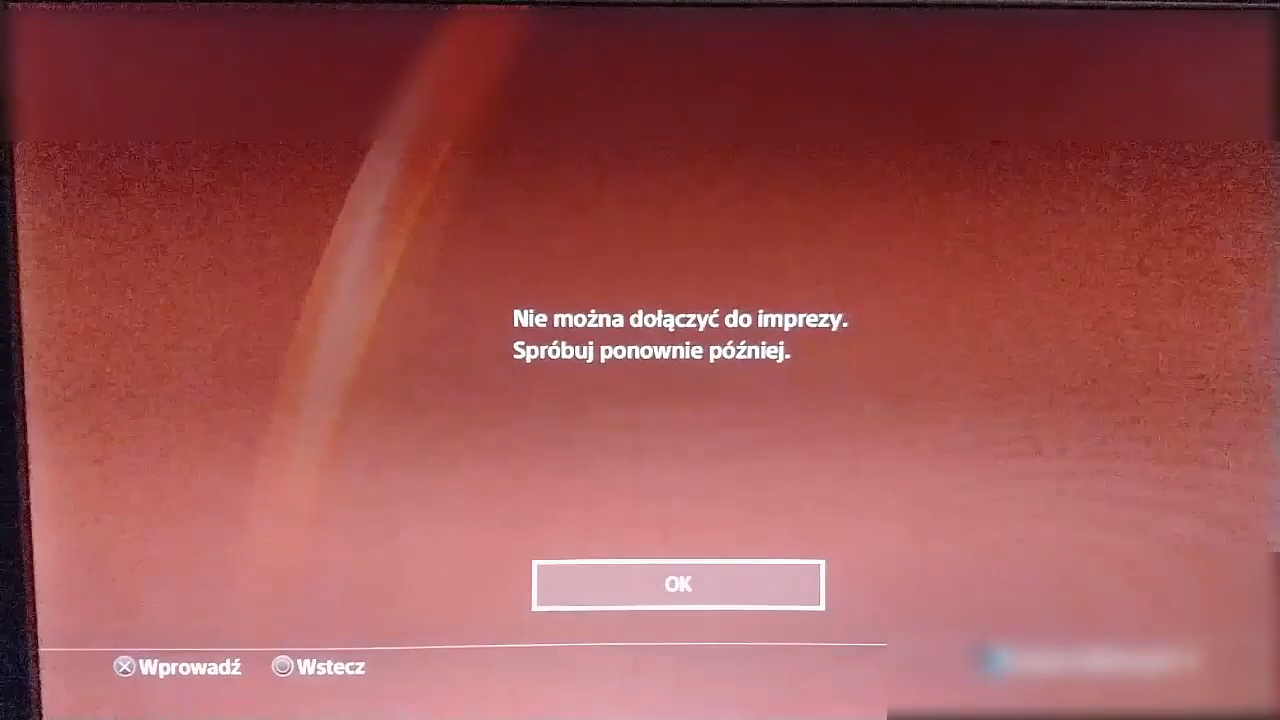 Nie można dołączyć do imprezy.
Spróbuj ponownie później.
OK
Wprowadź
Wstecz